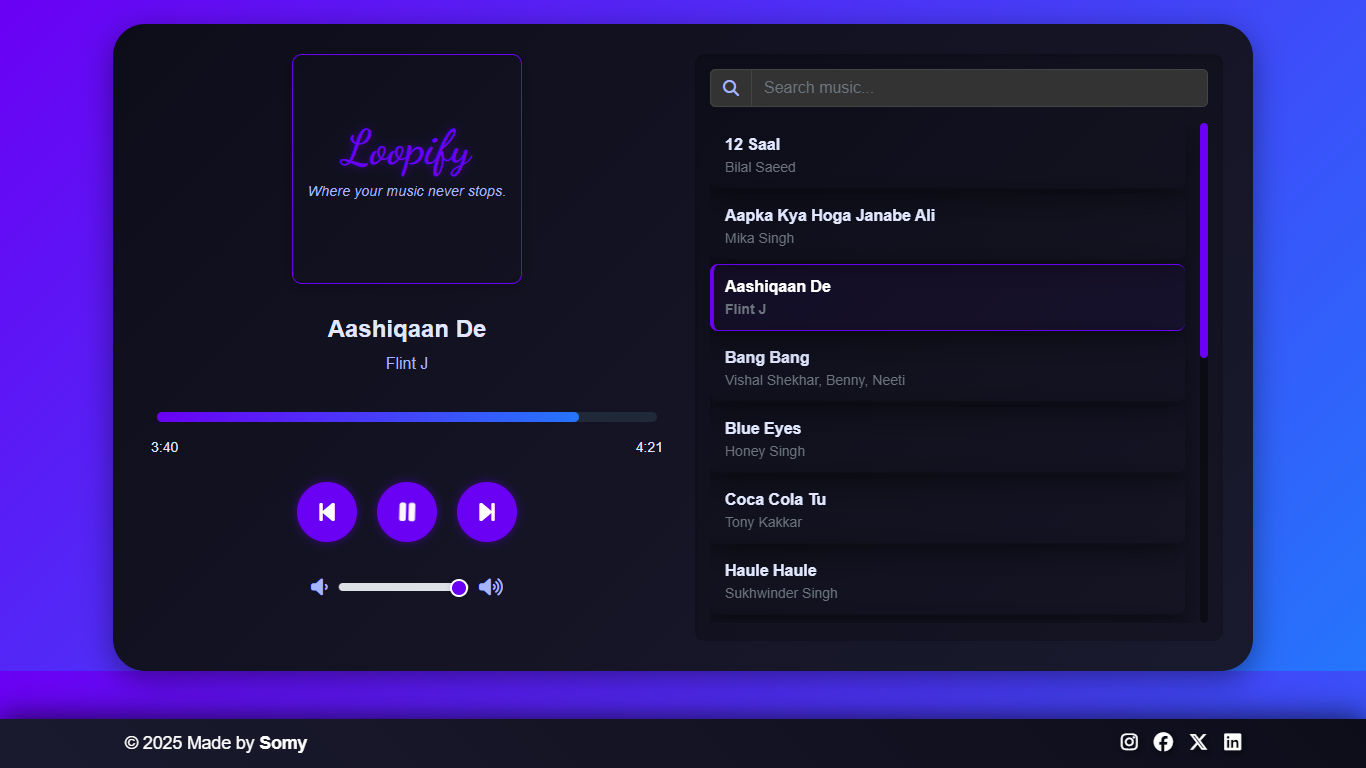 Loopify
Where your music never stops.
Aashiqaan De
Flint J
3:40
4:21
Search music...
12 Saal
Bilal Saeed
Aapka Kya Hoga Janabe Ali
Mika Singh
Aashiqaan De
Flint J
Bang Bang
Vishal Shekhar, Benny, Neeti
Blue Eyes
Honey Singh
Coca Cola Tu
Tony Kakkar
Haule Haule
Sukhwinder Singh
© 2025 Made by Somy